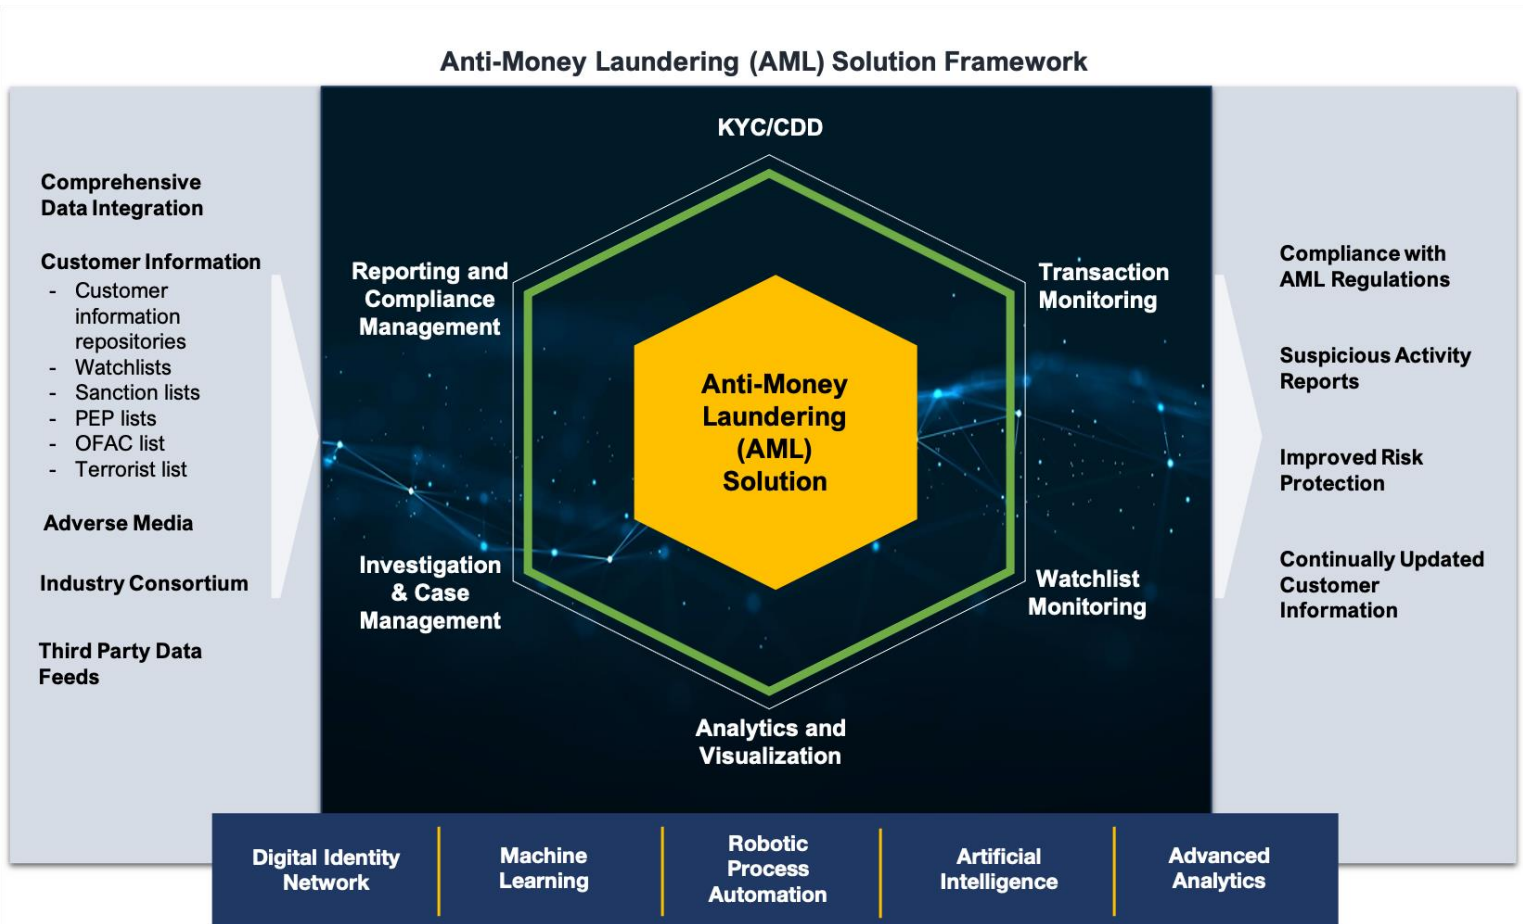 Anti-Money Laundering (AML) Solution Framework
Comprehensive
Data Integration
Customer Information
- Customer
information
repositories
- Watchlists
- Sanction lists
- PEP lists
- OFAC list
- Terrorist list
Adverse Media
Industry Consortium
Third Party Data
Feeds
KYC/CDD
Reporting and
Compliance
Management
Transaction
Monitoring
Anti-Money
Laundering
(AML)
Solution
Investigation
& Case
Management
Watchlist
Monitoring
Analytics and
Visualization
Compliance with
AML Regulations
Suspicious Activity
Reports
Improved Risk
Protection
Continually Updated
Customer
Information
Digital Identity
Network
Machine
Learning
Robotic
Process
Automation
Artificial
Intelligence
Advanced
Analytics